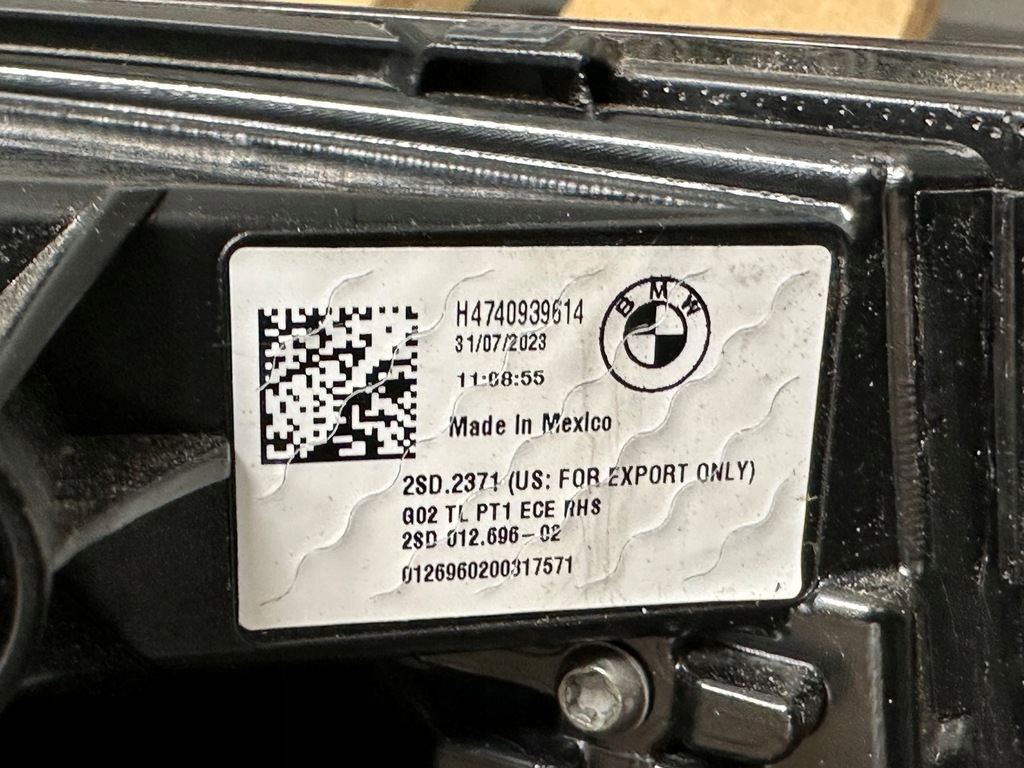 H4740939614
31/07/2023
11:08:55
BMW
Made In Mexico
2SD.2371 (US: FOR EXPORT ONLY)
G02 TL PT1 ECE RHS
2SD 012.696-02
0126960200317571